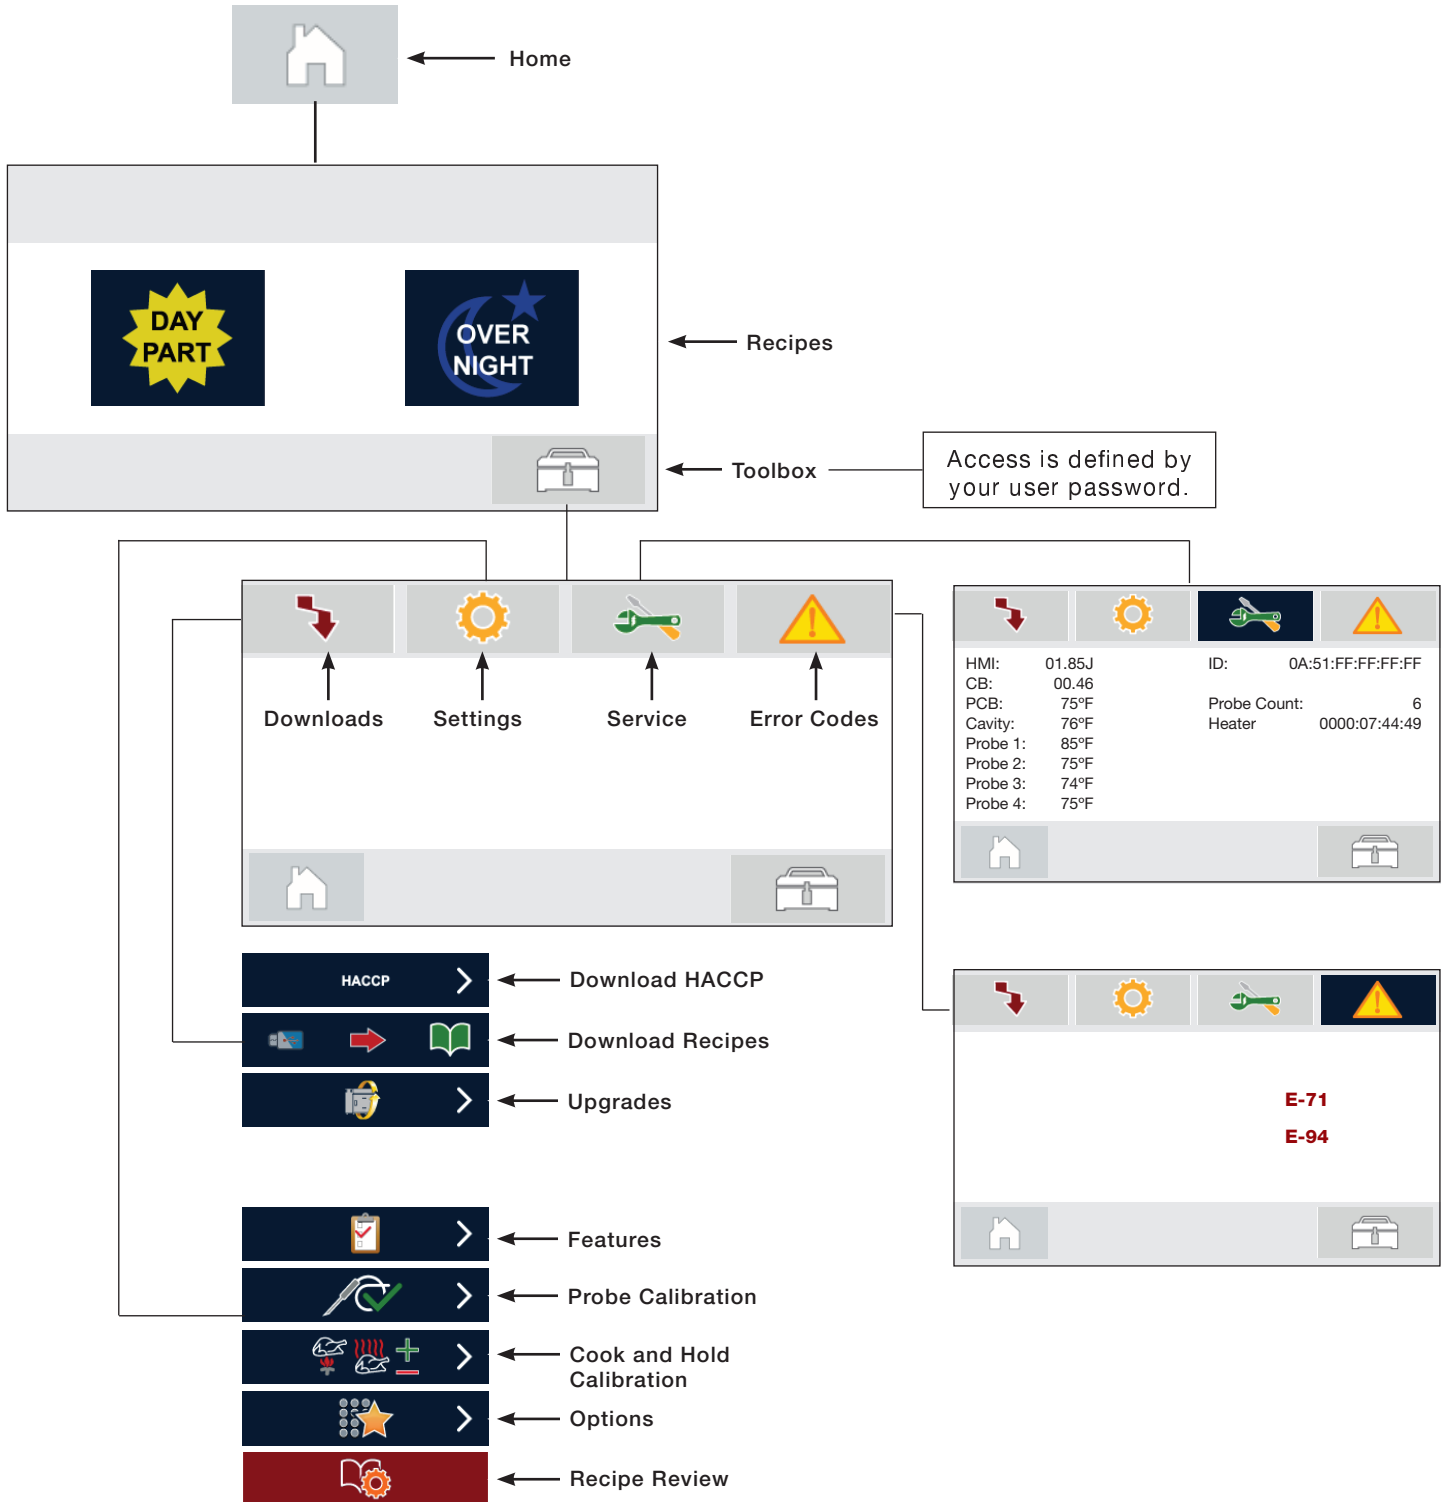 Home
DAY
PART
OVER
NIGHT
Recipes
Toolbox
Access is defined by
your user password.
Downloads
Settings
Service
Error Codes
HMI: 01.85J
CB: 00.46
PCB: 75ºF
Cavity: 76ºF
Probe 1: 85ºF
Probe 2: 75ºF
Probe 3: 74ºF
Probe 4: 75ºF
ID: 0A:51:FF:FF:FF:FF
Probe Count: 6
Heater 0000:07:44:49
HACCP
Download HACCP
Download Recipes
Upgrades
E-71
E-94
Features
Probe Calibration
Cook and Hold
Calibration
Options
Recipe Review